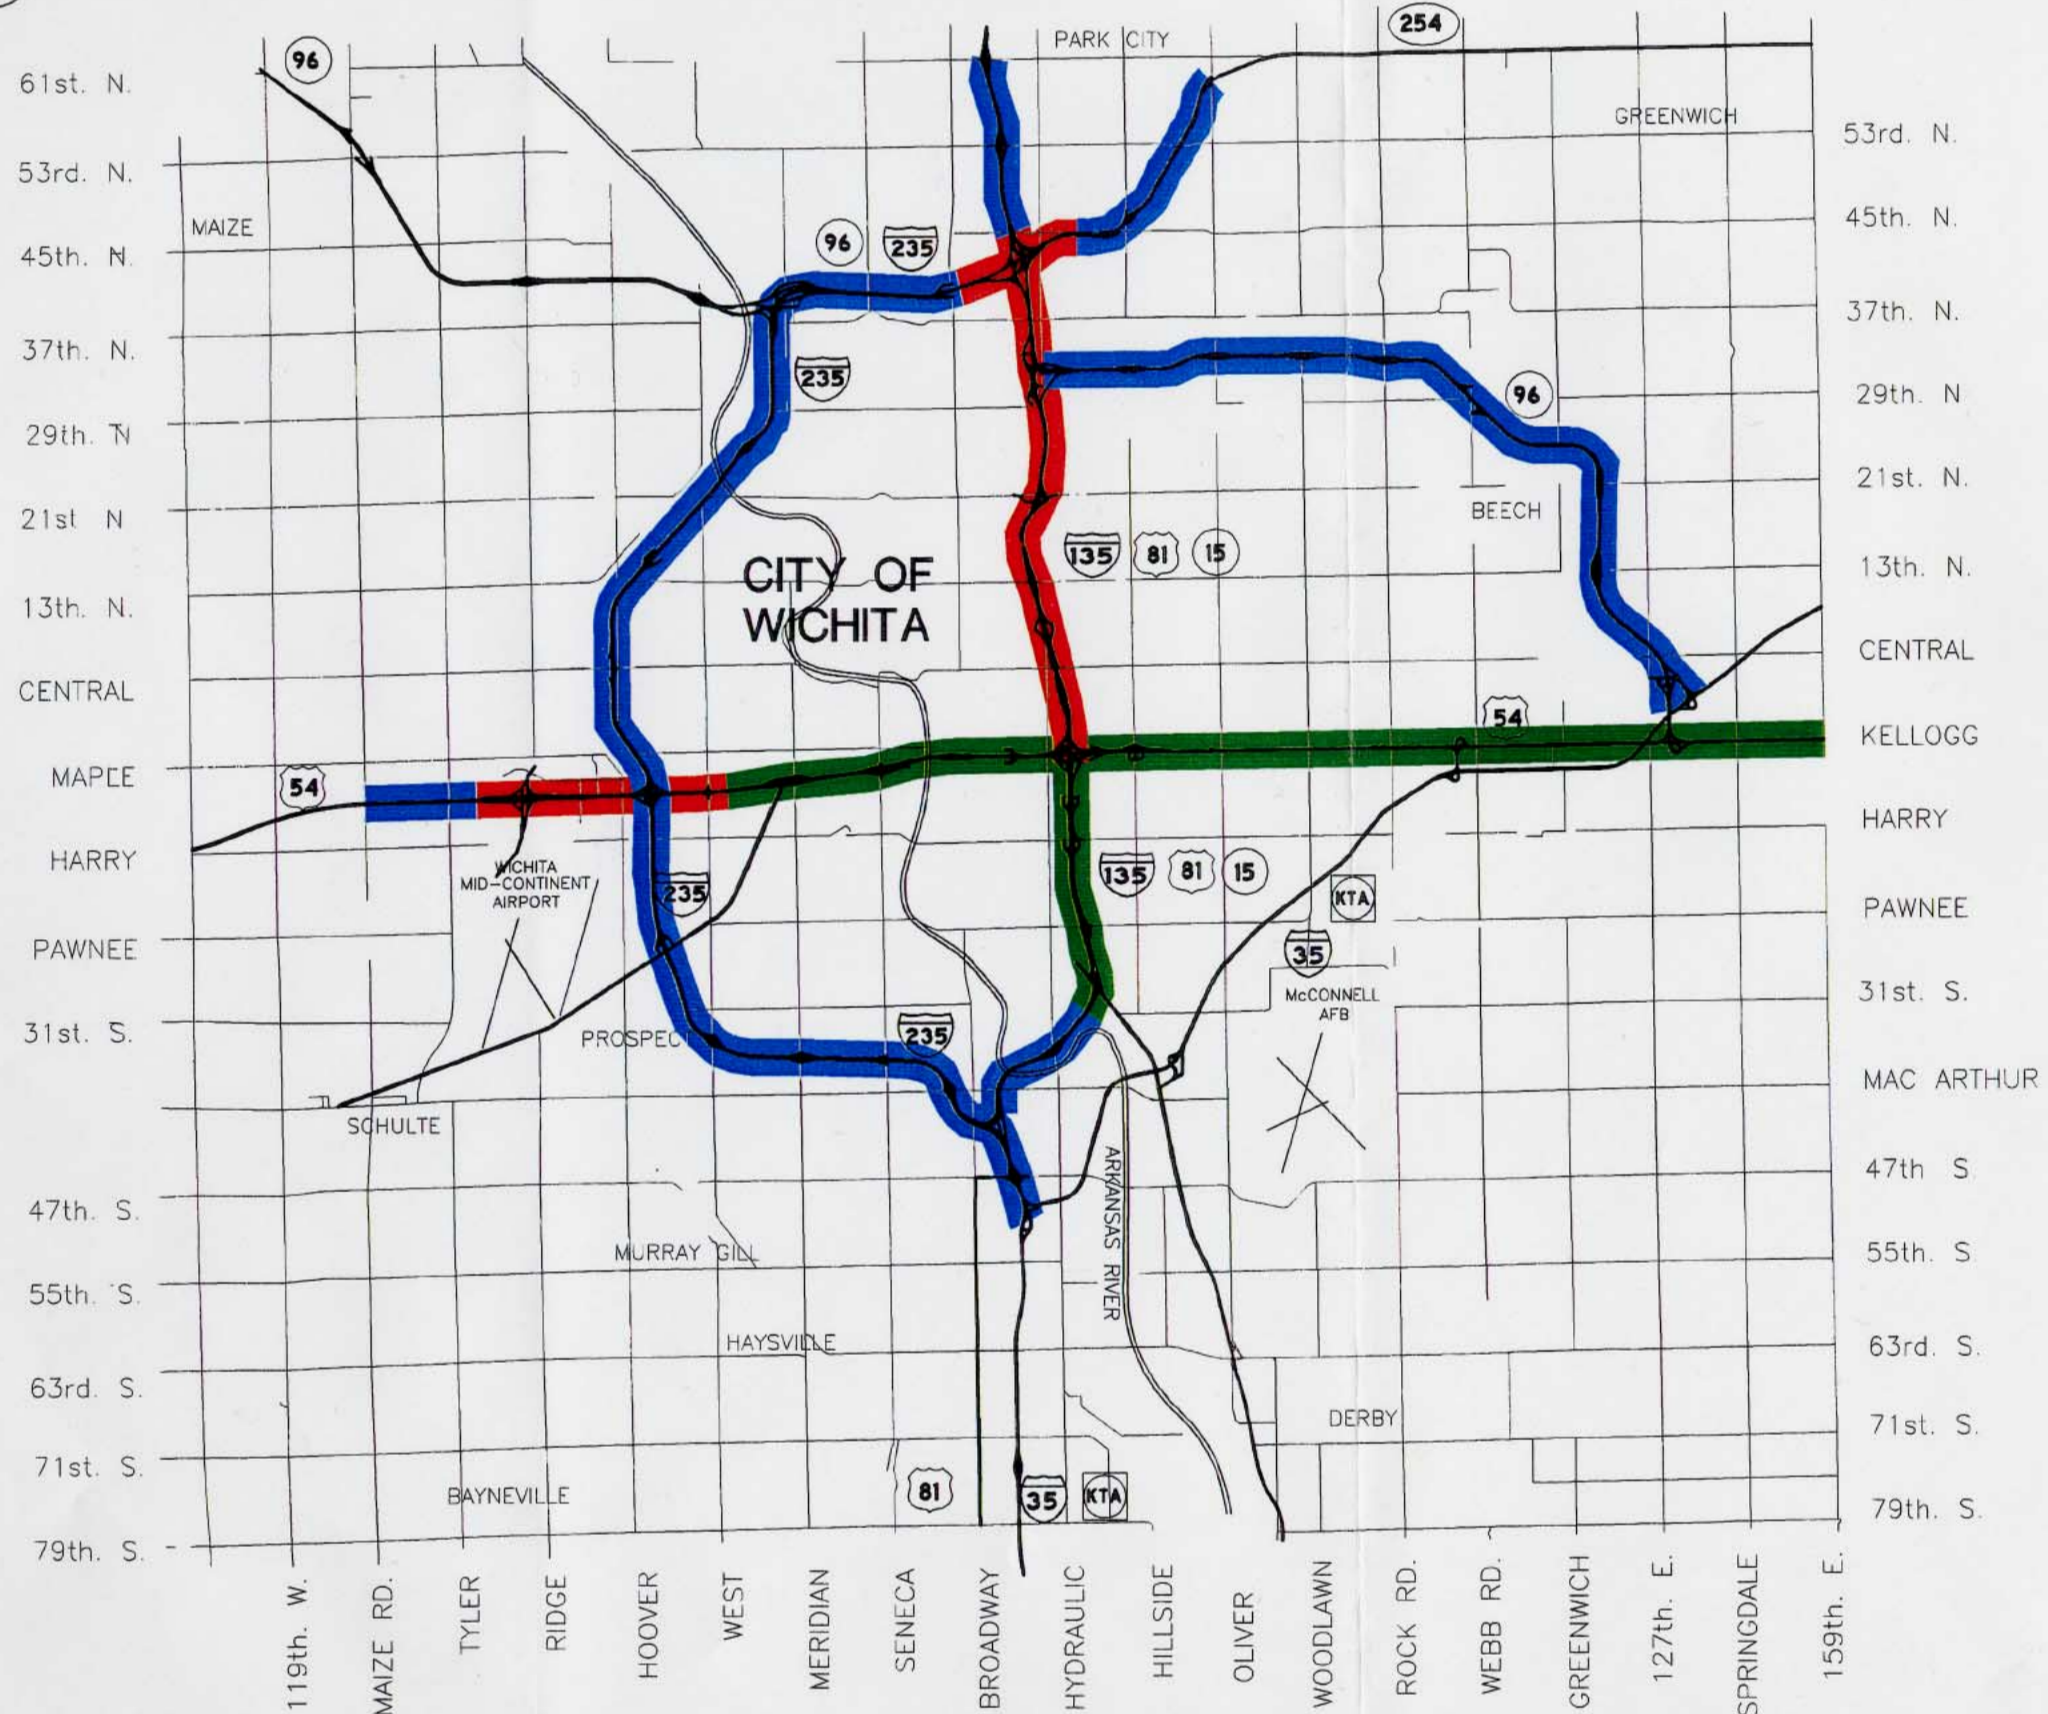 PARK CITY
254
96
61st. N.
GREENWICH
53rd. N.
53rd. N.
MAIZE
45th. N.
96
235
45th. N.
37th. N.
37th. N.
235
96
29th. N
29th. N
21st. N.
21st N
BEECH
CITY OF
WICHITA
135 81 15
13th. N.
13th. N.
CENTRAL
CENTRAL
54
KELLOGG
MAPLE
54
HARRY
HARRY
WICHITA
MID-CONTINENT
AIRPORT
235
135 81 15
KTA
PAWNEE
PAWNEE
35
31st. S.
McCONNELL
AFB
31st. S.
PROSPECT
235
MAC ARTHUR
SCHULTE
ARKANSAS RIVER
47th S.
47th. S.
MURRAY GILL
55th. S
55th. S.
HAYSVILLE
63rd. S.
63rd. S.
DERBY
71st. S.
71st. S.
BAYNEVILLE
81
35
KTA
79th. S.
79th. S.
119th. W.
MAIZE RD.
TYLER
RIDGE
HOOVER
WEST
MERIDIAN
SENECA
BROADWAY
HYDRAULIC
HILLSIDE
OLIVER
WOODLAWN
ROCK RD.
WEBB RD.
GREENWICH
127th. E.
SPRINGDALE
159th. E.